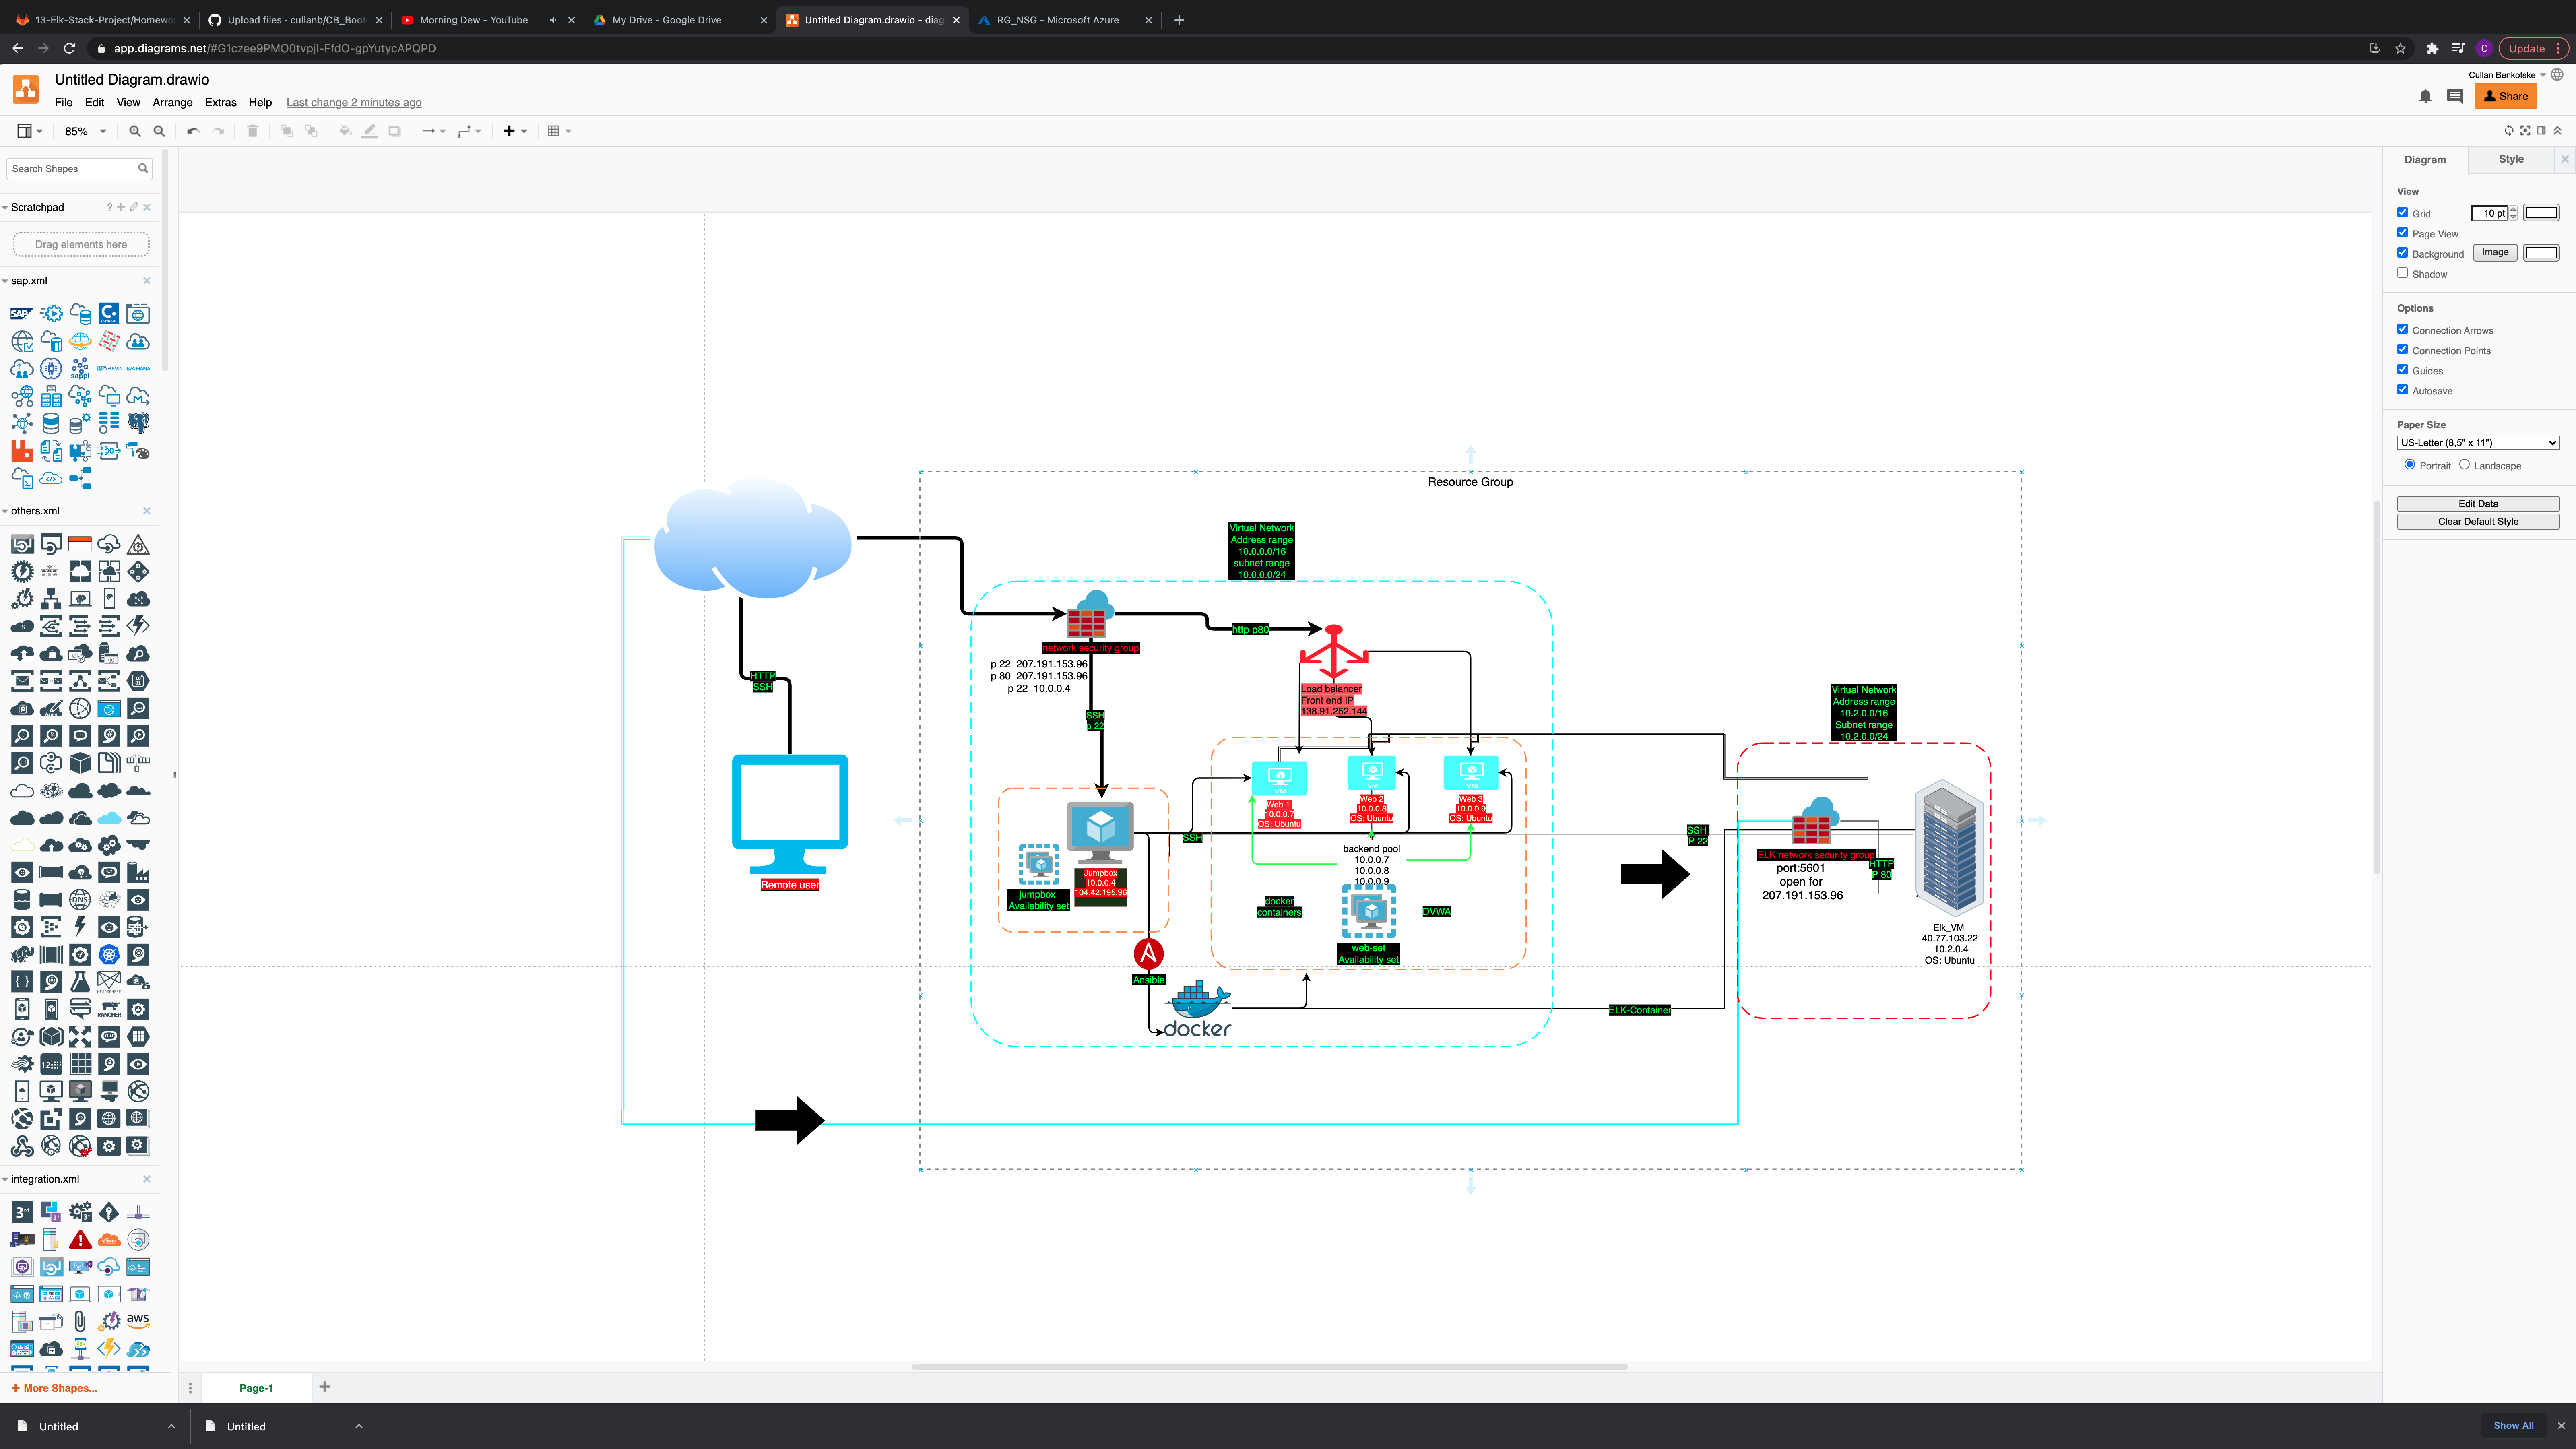 13-Elk-Stack-Project/Homewo
Upload files · cullanb/CB_Boot
Morning Dew - YouTube
My Drive - Google Drive
Untitled Diagram.drawio - diag
RG_NSG - Microsoft Azure
app.diagrams.net/#G1czee9PMO0tvpjl-FfdO-gpYutycAPQPD
C
Update
Untitled Diagram.drawio
Cullan Benkofske
File Edit View Arrange Extras Help Last change 2 minutes ago
Share
85%
Search Shapes
Scratchpad
?
Drag elements here
sap.xml
SAP
CONCUR
sappi
S/4 HANA
others.xml
DNS
RANCHER
integration.xml
3rd
aws
+ More Shapes...
Resource Group
Virtual Network
Address range
10.0.0.0/16
subnet range
10.0.0.0/24
network security group
p 22 207.191.153.96
p 80 207.191.153.96
p 22 10.0.0.4
http p80
Load balancer
Front end IP
138.91.252.144
HTTP
SSH
SSH
p 22
Remote user
VM
VM
VM
Web 1
10.0.0.7
OS: Ubuntu
Web 2
10.0.0.8
OS: Ubuntu
Web 3
10.0.0.9
OS: Ubuntu
SSH
Jumpbox
10.0.0.4
104.42.195.96
jumpbox
Availability set
backend pool
10.0.0.7
10.0.0.8
10.0.0.9
docker
containers
DVWA
web-set
Availability set
Ansible
docker
ELK-Container
Virtual Network
Address range
10.2.0.0/16
Subnet range
10.2.0.0/24
SSH
P 22
ELK network security group
port:5601
open for
207.191.153.96
HTTP
P 80
Elk_VM
40.77.103.22
10.2.0.4
OS: Ubuntu
Diagram
Style
View
Grid
10 pt
Page View
Background
Image
Shadow
Options
Connection Arrows
Connection Points
Guides
Autosave
Paper Size
US-Letter (8,5" x 11")
Portrait
Landscape
Edit Data
Clear Default Style
Page-1
Untitled
Untitled
Show All